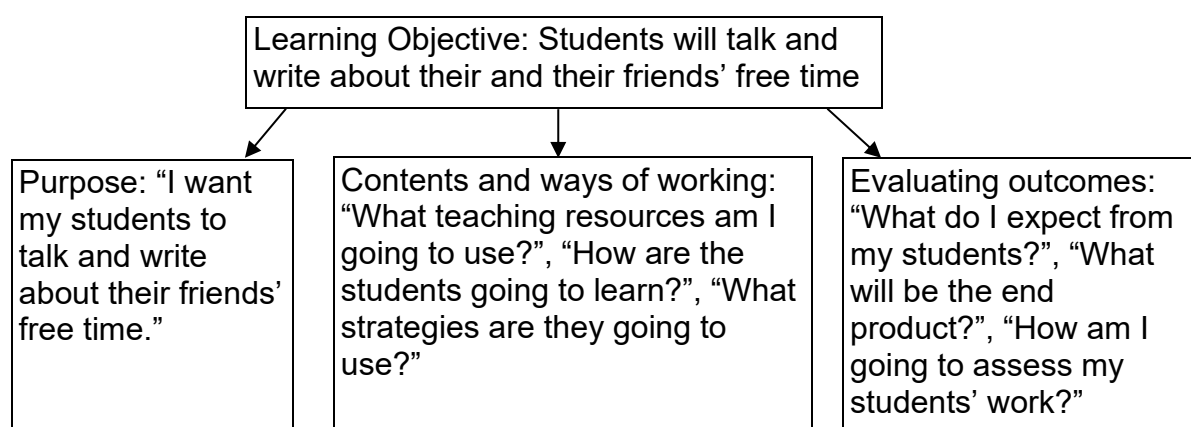 Learning Objective: Students will talk and
write about their and their friends’ free time
Purpose: “I want
my students to
talk and write
about their friends’
free time.”
Contents and ways of working:
“What teaching resources am I
going to use?”, “How are the
students going to learn?”, “What
strategies are they going to
use?”
Evaluating outcomes:
“What do I expect from
my students?”, “What
will be the end
product?”, “How am I
going to assess my
students’ work?”